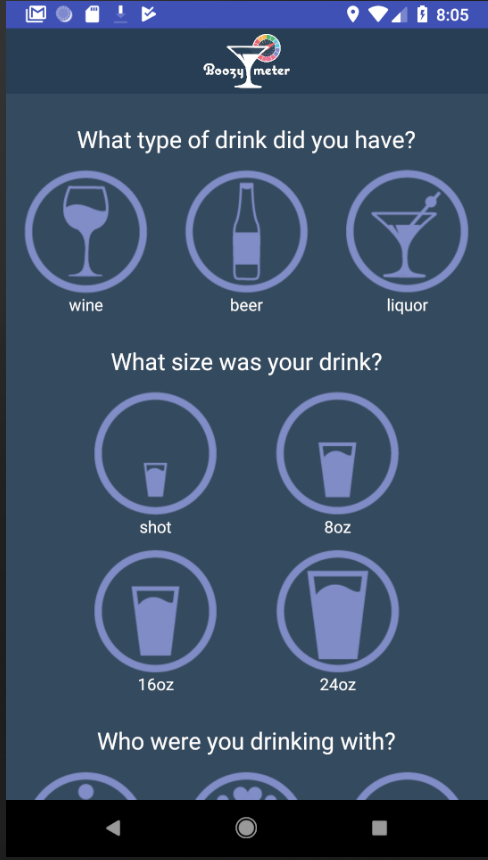 8:05
Boozy meter
What type of drink did you have?
wine beer liquor
What size was your drink?
shot 8oz
16oz 24oz
Who were you drinking with?